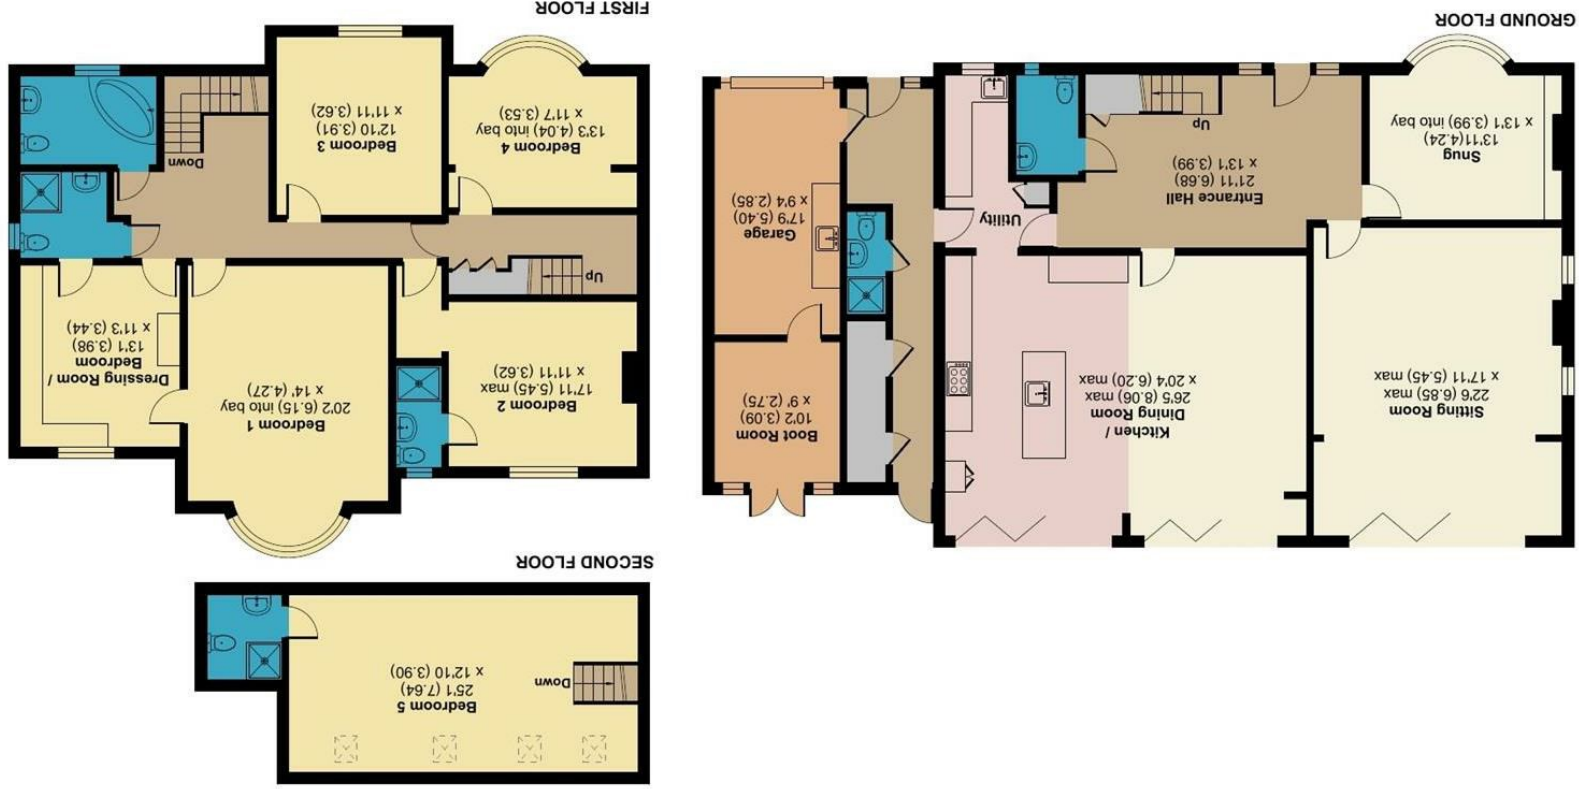 Sitting Room
22'6 (6.85) max
x 17'11 (5.45) max
Kitchen /
Dining Room
26'5 (8.06) max
x 20'4 (6.20) max
Boot Room
10'2 (3.09)
x 9' (2.75)
Garage
17'9 (5.40)
x 9'4 (2.85)
Utility
Entrance Hall
21'11 (6.68)
x 13'1 (3.99)
Up
Snug
13'11(4.24)
x 13'1 (3.99) into bay
GROUND FLOOR
Bedroom 5
25'1 (7.64)
x 12'10 (3.90)
Down
SECOND FLOOR
Bedroom 1
20'2 (6.15) into bay
x 14' (4.27)
Bedroom 2
17'11 (5.45) max
x 11'11 (3.62)
Dressing Room /
Bedroom
13'1 (3.98)
x 11'3 (3.44)
Up
Down
Bedroom 4
13'3 (4.04) into bay
x 11'7 (3.53)
Bedroom 3
12'10 (3.91)
x 11'11 (3.62)
FIRST FLOOR